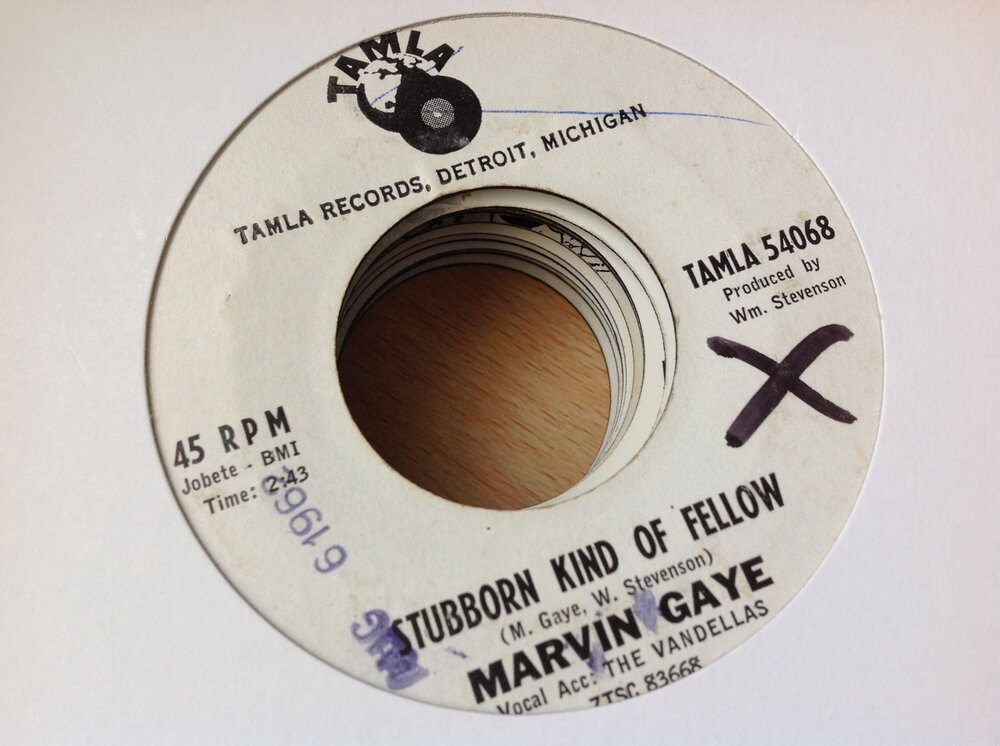 TAMLA
TAMLA RECORDS, DETROIT, MICHIGAN
TAMLA 54068
Produced by
Wm. Stevenson
X
45 RPM
Jobete - BMI
Time: 2:43
STUBBORN KIND OF FELLOW
(M. Gaye, W. Stevenson)
MARVIN GAYE
Vocal Acc: THE VANDELLAS
ZTSC 83668